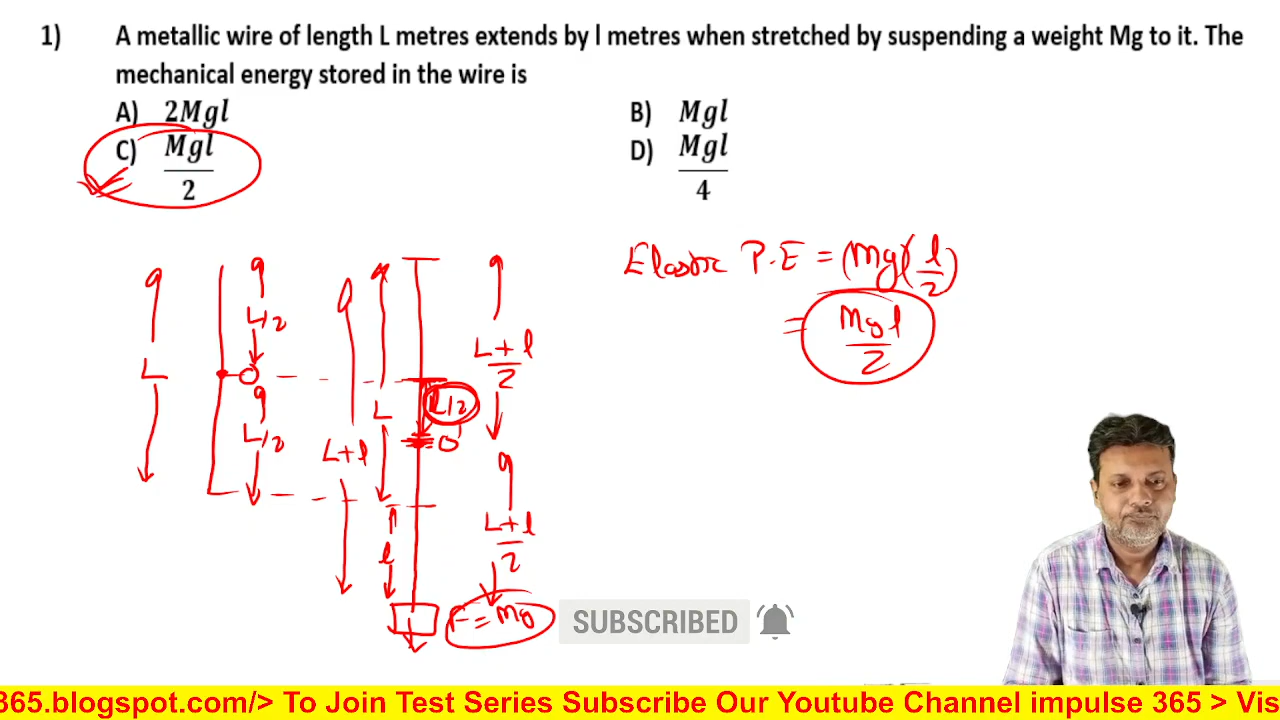 1) A metallic wire of length L metres extends by l metres when stretched by suspending a weight Mg to it. The
mechanical energy stored in the wire is
A) 2Mgl
B) Mgl
C) Mgl/2
D) Mgl/4
Elastic P.E = (Mg)(l/2)
= Mgl/2
L
L/2
L/2
L+l
L
l
L/2
O
O'
L+l/2
L+l/2
F = Mg
SUBSCRIBED
365.blogspot.com/> To Join Test Series Subscribe Our Youtube Channel impulse 365 > Vis